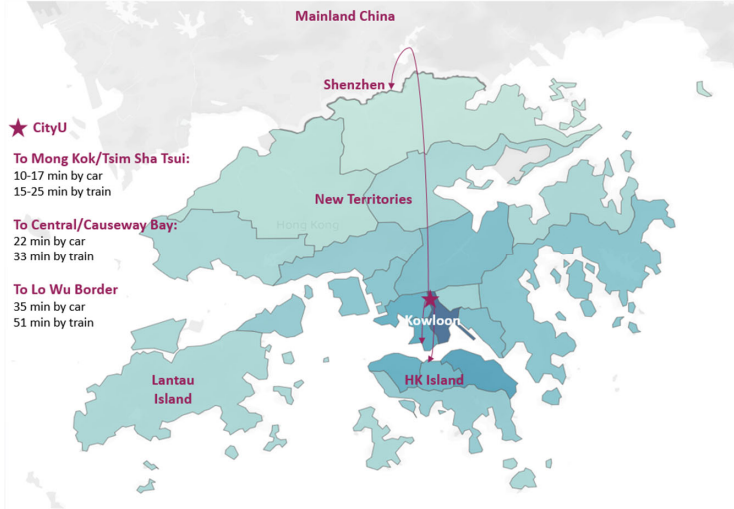 Mainland China
Shenzhen
CityU
To Mong Kok/Tsim Sha Tsui:
10-17 min by car
15-25 min by train
New Territories
Hong Kong
To Central/Causeway Bay:
22 min by car
33 min by train
To Lo Wu Border
35 min by car
51 min by train
Kowloon
Lantau
Island
HK Island